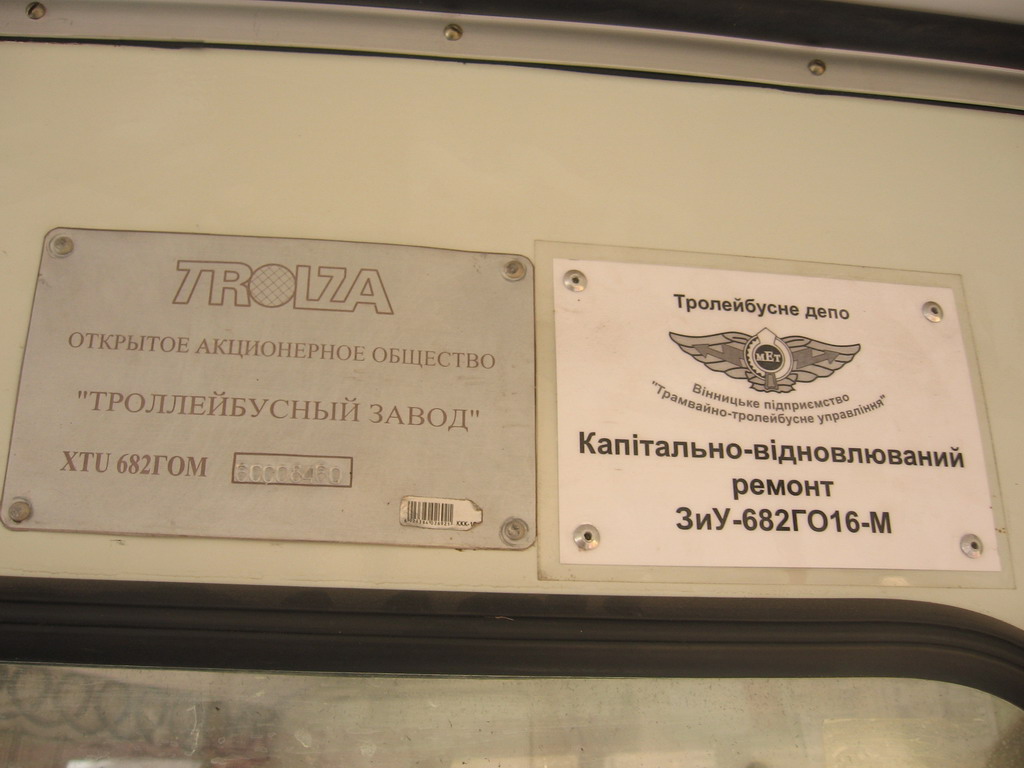 TROLZA
ОТКРЫТОЕ АКЦИОНЕРНОЕ ОБЩЕСТВО
"ТРОЛЛЕЙБУСНЫЙ ЗАВОД"
XTU 682ГОМ
Тролейбусне депо
МЕТ
Вінницьке підприємство
"Трамвайно-тролейбусне управління"
Капітально-відновлюваний
ремонт
ЗиУ-682ГО16-М